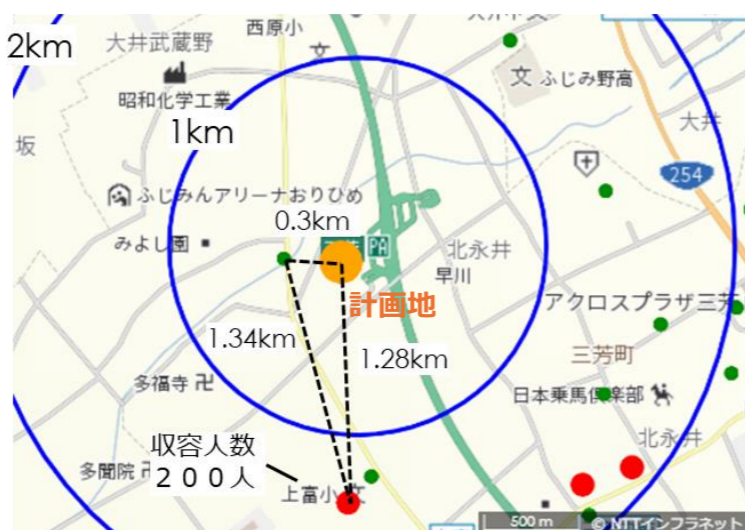 西原小
大井武蔵野
2km
昭和化学工業
ふじみ野高
1km
大井
坂
254
ふじみんアリーナおりひめ
0.3km
みよし園
PA
北永井
早川
計画地
アクロスプラザ三芳
1.34km
1.28km
三芳町
多福寺
日本乗馬倶楽部
収容人数
200人
北永井
多聞院
上富小
500 m
© NTTインフラネット